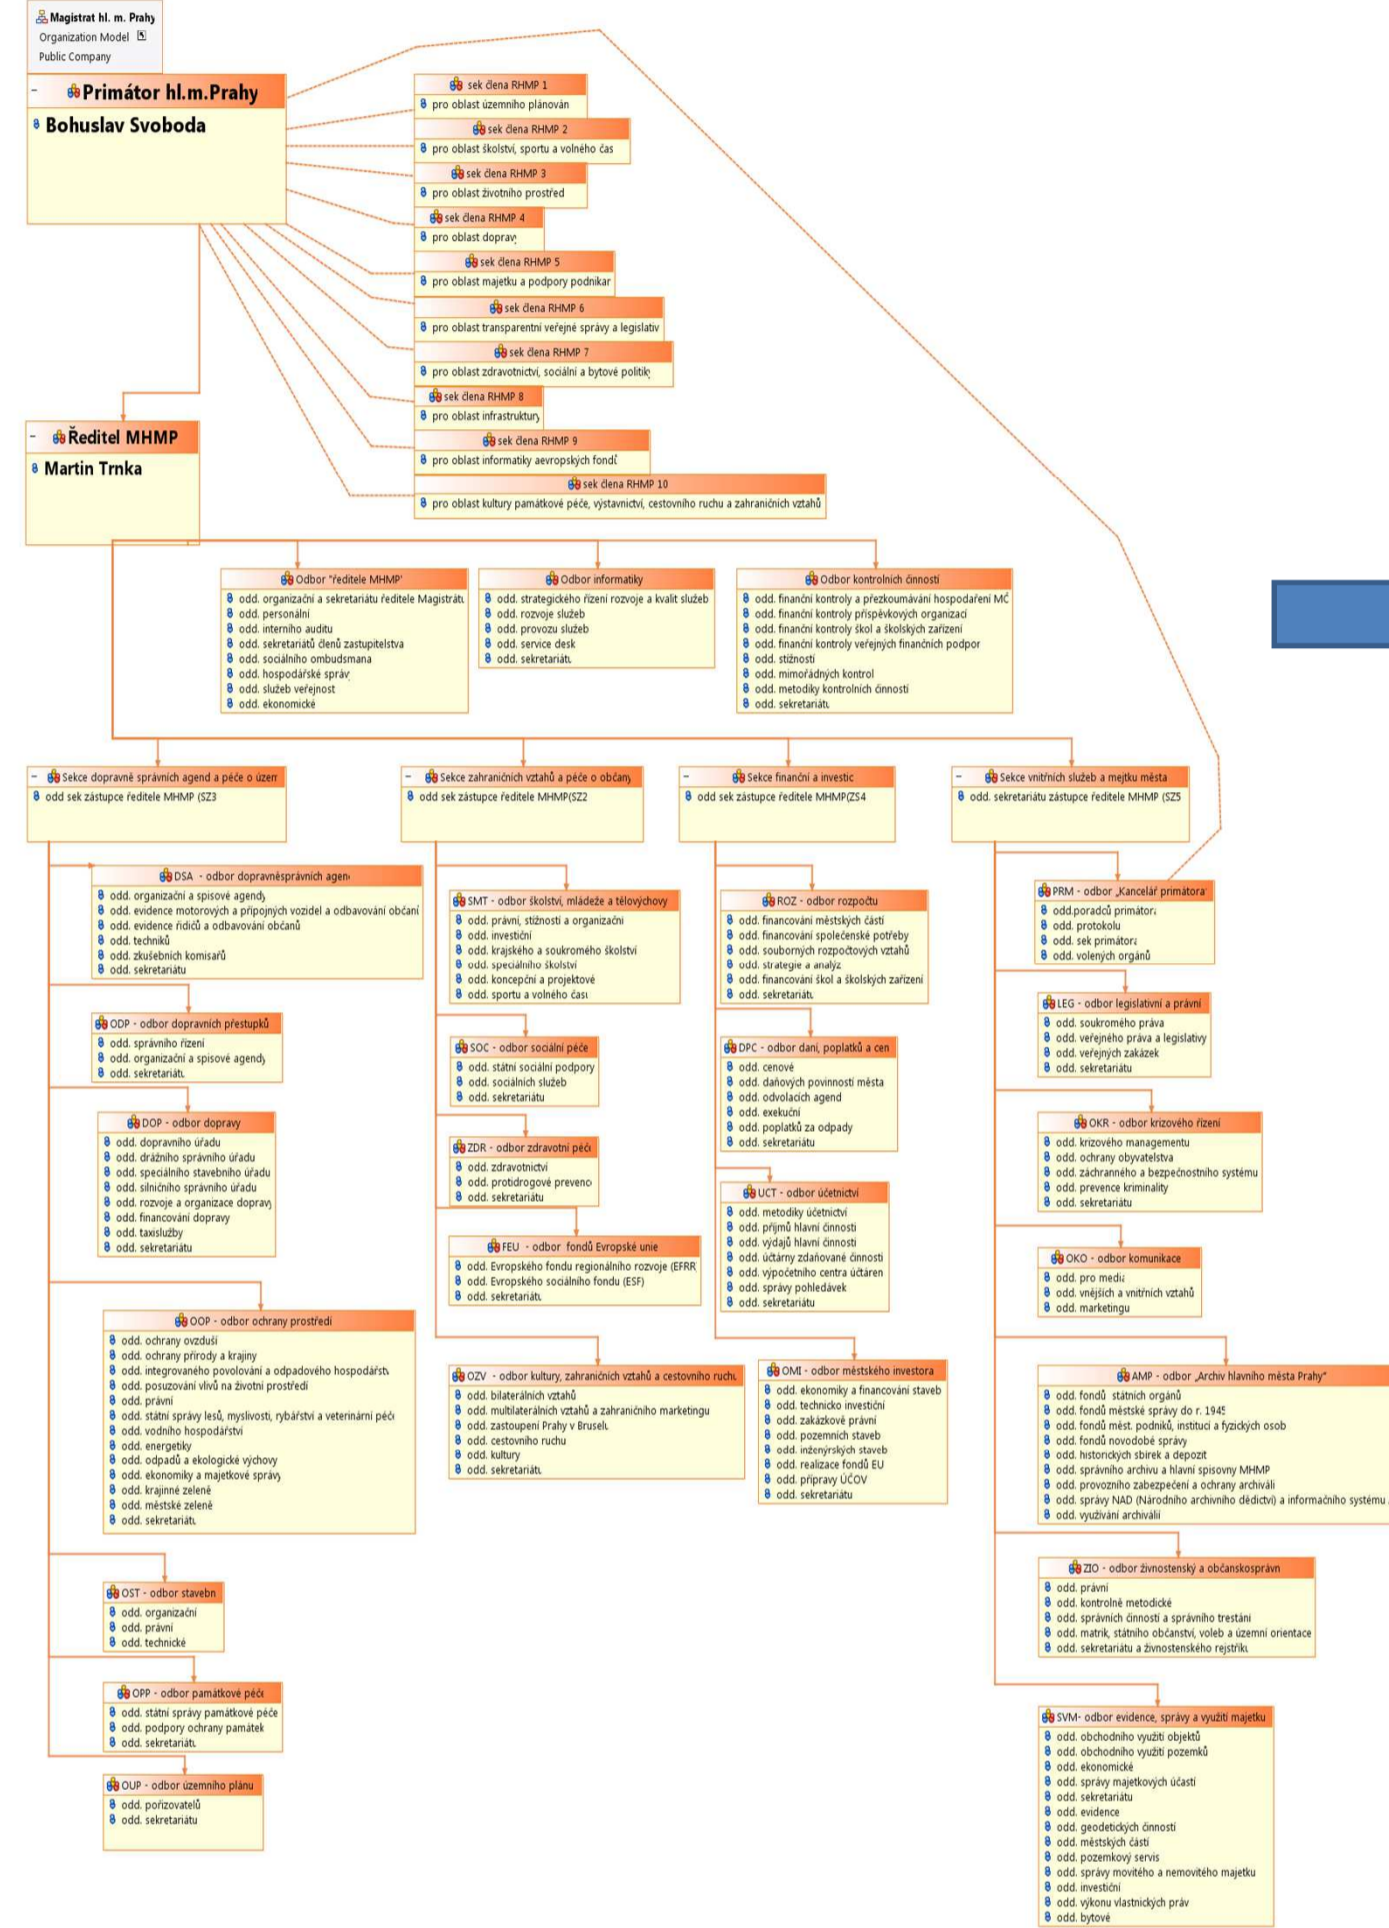 Magistrat hl. m. Prahy
Organization Model
Public Company
Primátor hl.m.Prahy
Bohuslav Svoboda
sek člena RHMP 1
pro oblast územního plánován
sek člena RHMP 2
pro oblast školství, sportu a volného čas
sek člena RHMP 3
pro oblast životního prostřed
sek člena RHMP 4
pro oblast dopravy
sek člena RHMP 5
pro oblast majetku a podpory podnikar
sek člena RHMP 6
pro oblast transparentní veřejné správy a legislativ
sek člena RHMP 7
pro oblast zdravotnictví, sociální a bytové politiky
sek člena RHMP 8
pro oblast infrastruktury
sek člena RHMP 9
pro oblast informatiky aevropských fondů
sek člena RHMP 10
pro oblast kultury památkové péče, výstavnictví, cestovního ruchu a zahraničních vztahů
Ředitel MHMP
Martin Trnka
Odbor "ředitele MHMP"
odd. organizační a sekretariátu ředitele Magistrátu
odd. personální
odd. interního auditu
odd. sekretariátů členů zastupitelstva
odd. sociálního ombudsmana
odd. hospodářské správy
odd. služeb veřejnost
odd. ekonomické
Odbor informatiky
odd. strategického řízení rozvoje a kvalit služeb
odd. rozvoje služeb
odd. provozu služeb
odd. service desk
odd. sekretariátu
Odbor kontrolních činností
odd. finanční kontroly a přezkoumávání hospodaření MČ
odd. finanční kontroly příspěvkových organizací
odd. finanční kontroly škol a školských zařízení
odd. finanční kontroly veřejných finančních podpor
odd. stížností
odd. mimořádných kontrol
odd. metodiky kontrolních činností
odd. sekretariátu
Sekce dopravně správních agend a péče o územ
odd sek zástupce ředitele MHMP (SZ3
Sekce zahraničních vztahů a péče o občany
odd sek zástupce ředitele MHMP(SZ2
Sekce finanční a investic
odd sek zástupce ředitele MHMP(ZS4
Sekce vnitřních služeb a mejtku města
odd. sekretariátu zástupce ředitele MHMP (SZ5
DSA - odbor dopravněsprávních agend
odd. organizační a spisové agendy
odd. evidence motorových a přípojných vozidel a odbavování občaní
odd. evidence řidičů a odbavování občanů
odd. techniků
odd. zkušebních komisařů
odd. sekretariátu
ODP - odbor dopravních přestupků
odd. správního řízení
odd. organizační a spisové agendy
odd. sekretariátu
DOP - odbor dopravy
odd. dopravního úřadu
odd. drážního správního úřadu
odd. speciálního stavebního úřadu
odd. silničního správního úřadu
odd. rozvoje a organizace dopravy
odd. financování dopravy
odd. taxislužby
odd. sekretariátu
OOP - odbor ochrany prostředí
odd. ochrany ovzduší
odd. ochrany přírody a krajiny
odd. integrovaného povolování a odpadového hospodářstv
odd. posuzování vlivů na životní prostředí
odd. právní
odd. státní správy lesů, myslivosti, rybářství a veterinární péče
odd. vodního hospodářství
odd. energetiky
odd. odpadů a ekologické výchovy
odd. ekonomiky a majetkové správy
odd. krajinné zeleně
odd. městské zeleně
odd. sekretariátu
OST - odbor stavebn
odd. organizační
odd. právní
odd. technické
OPP - odbor památkové péče
odd. státní správy památkové péče
odd. podpory ochrany památek
odd. sekretariátu
OUP - odbor územního plánu
odd. pořizovatelů
odd. sekretariátu
SMT - odbor školství, mládeže a tělovýchovy
odd. právní, stížností a organizační
odd. investiční
odd. krajského a soukromého školství
odd. speciálního školství
odd. koncepční a projektové
odd. sportu a volného času
SOC - odbor sociální péče
odd. státní sociální podpory
odd. sociálních služeb
odd. sekretariátu
ZDR - odbor zdravotní péče
odd. zdravotnictví
odd. protidrogové prevenc
odd. sekretariátu
FEU - odbor fondů Evropské unie
odd. Evropského fondu regionálního rozvoje (EFRR
odd. Evropského sociálního fondu (ESF)
odd. sekretariátu
OZV - odbor kultury, zahraničních vztahů a cestovního ruchu
odd. bilaterálních vztahů
odd. multilaterálních vztahů a zahraničního marketingu
odd. zastoupení Prahy v Bruselu
odd. cestovního ruchu
odd. kultury
odd. sekretariátu
ROZ - odbor rozpočtu
odd. financování městských částí
odd. financování společenské potřeby
odd. souborných rozpočtových vztahů
odd. strategie a analýz
odd. financování škol a školských zařízení
odd. sekretariátu
DPC - odbor daní, poplatků a cen
odd. cenové
odd. daňových povinností města
odd. odvolacích agend
odd. exekuční
odd. poplatků za odpady
odd. sekretariátu
UCT - odbor účetnictví
odd. metodiky účetnictví
odd. příjmů hlavní činnosti
odd. výdajů hlavní činnosti
odd. účtárny zdaňované činnosti
odd. výpočetního centra účtáren
odd. správy pohledávek
odd. sekretariátu
OMI - odbor městského investora
odd. ekonomiky a financování staveb
odd. technicko investiční
odd. zakázkově právní
odd. pozemních staveb
odd. inženýrských staveb
odd. realizace fondů EU
odd. přípravy ÚČOV
odd. sekretariátu
PRM - odbor „Kancelář primátora"
odd.poradců primátora
odd. protokolu
odd. sek primátora
odd. volených orgánů
LEG - odbor legislativní a právní
odd. soukromého práva
odd. veřejného práva a legislativy
odd. veřejných zakázek
odd. sekretariátu
OKR - odbor krizového řízení
odd. krizového managementu
odd. ochrany obyvatelstva
odd. záchranného a bezpečnostního systému
odd. prevence kriminality
odd. sekretariátu
OKO - odbor komunikace
odd. pro media
odd. vnějších a vnitřních vztahů
odd. marketingu
AMP - odbor „Archiv hlavního města Prahy"
odd. fondů státních orgánů
odd. fondů městské správy do r. 1945
odd. fondů měst. podniků, institucí a fyzických osob
odd. fondů novodobé správy
odd. historických sbírek a depozit
odd. správního archivu a hlavní spisovny MHMP
odd. provozního zabezpečení a ochrany archiválí
odd. správy NAD (Národního archivního dědictví) a informačního systému
odd. využívání archiválií
ZIO - odbor živnostenský a občanskosprávn
odd. právní
odd. kontrolně metodické
odd. správních činností a správního trestání
odd. matrik, státního občanství, voleb a územní orientace
odd. sekretariátu a živnostenského rejstříku
SVM- odbor evidence, správy a využití majetku
odd. obchodního využití objektů
odd. obchodního využití pozemků
odd. ekonomické
odd. správy majetkových účastí
odd. sekretariátu
odd. evidence
odd. geodetických činností
odd. městských částí
odd. pozemkový servis
odd. správy movitého a nemovitého majetku
odd. investiční
odd. výkonu vlastnických práv
odd. bytové